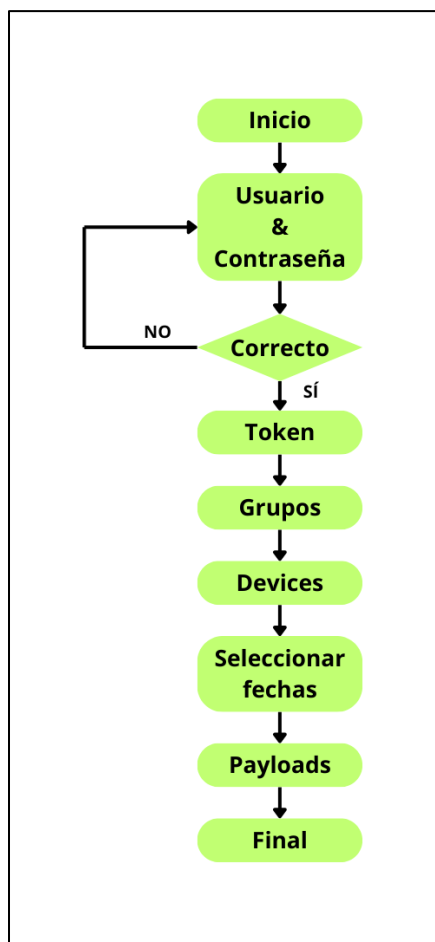 Inicio
Usuario
&
Contraseña
NO
Correcto
SÍ
Token
Grupos
Devices
Seleccionar
fechas
Payloads
Final